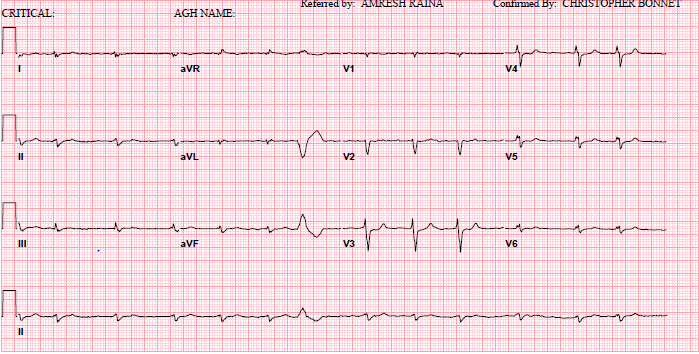 Referred by: AMRESH RAINA Confirmed By: CHRISTOPHER BONNET
CRITICAL: AGH NAME:
I aVR V1 V4
II aVL V2 V5
III aVF V3 V6
II